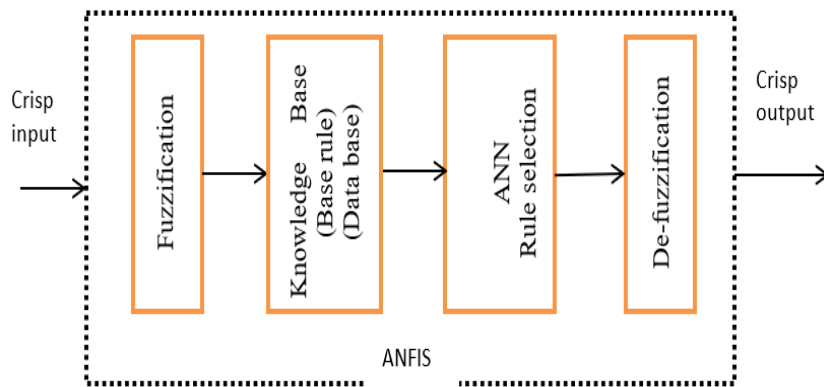 Crisp
input
Fuzzification
Knowledge Base
(Base rule)
(Data base)
ANN
Rule selection
De-fuzzification
Crisp
output
ANFIS